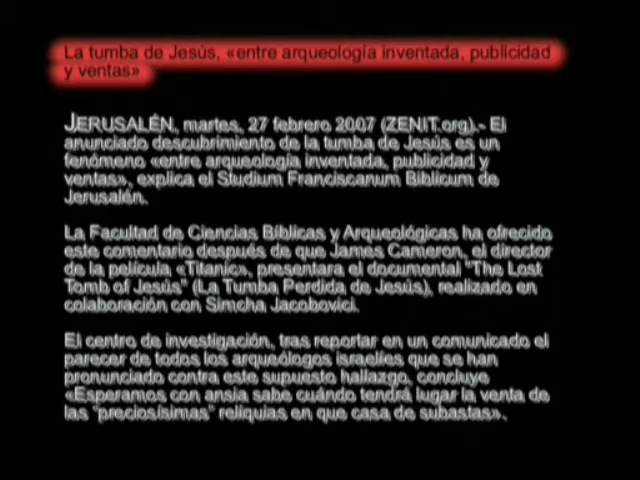 La tumba de Jesús, «entre arqueología inventada, publicidad
y ventas»
JERUSALÉN, martes, 27 febrero 2007 (ZENIT.org).- El
anunciado descubrimiento de la tumba de Jesús es un
fenómeno «entre arqueología inventada, publicidad y
ventas», explica el Studium Franciscanum Biblicum de
Jerusalén.
La Facultad de Ciencias Bíblicas y Arqueológicas ha ofrecido
este comentario después de que James Cameron, el director
de la película «Titanic», presentara el documental "The Lost
Tomb of Jesús" (La Tumba Perdida de Jesús), realizado en
colaboración con Simcha Jacobovici.
El centro de investigación, tras reportar en un comunicado el
parecer de todos los arqueólogos israelíes que se han
pronunciado contra este supuesto hallazgo, concluye
«Esperamos con ansia sabe cuándo tendrá lugar la venta de
las "preciosísimas" reliquias en que casa de subastas».